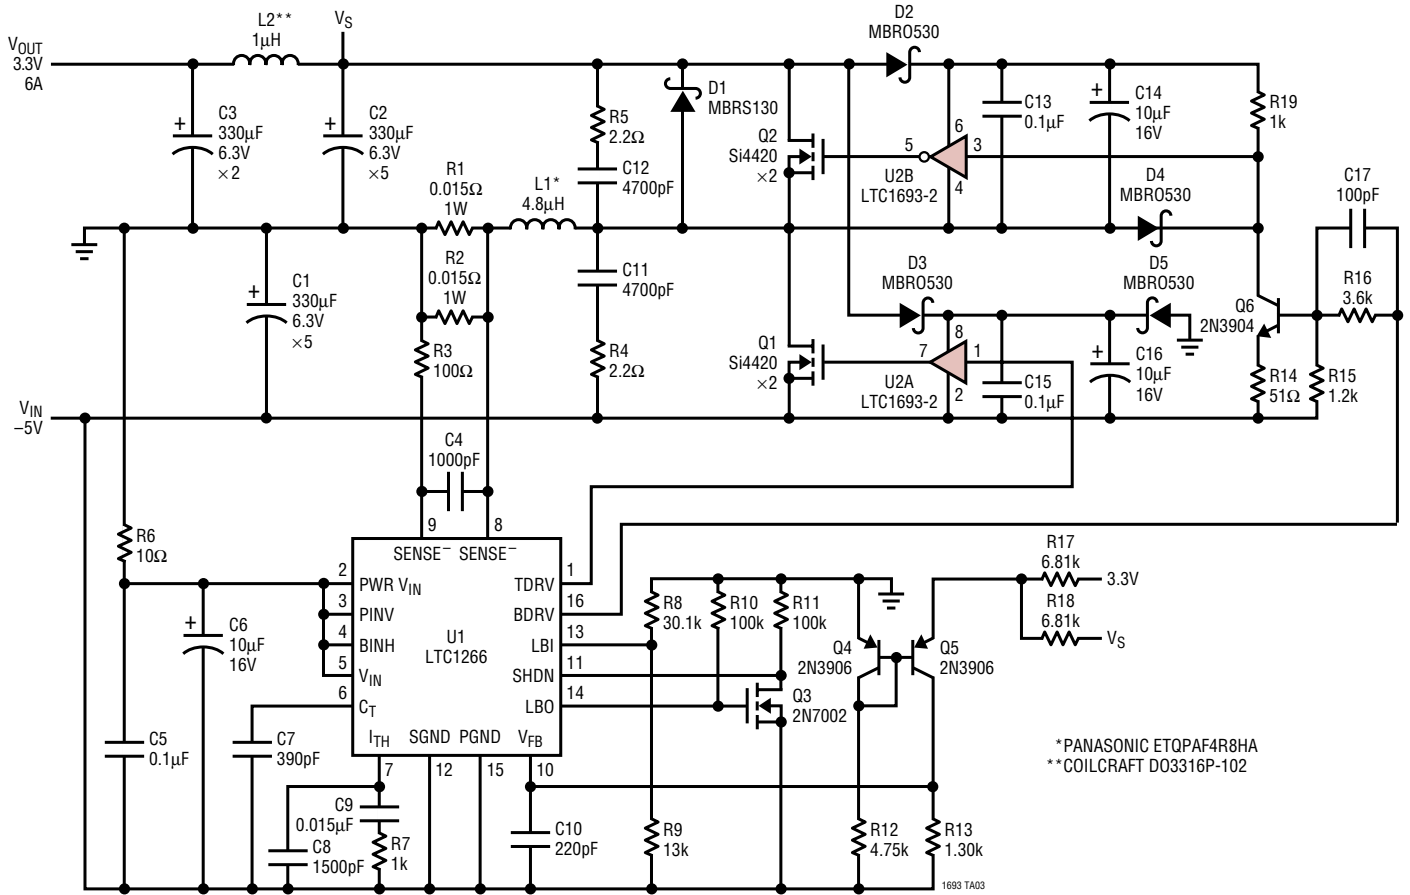 L2**
1µH
VS
VOUT
3.3V
6A
C3
330µF
6.3V
×2
C2
330µF
6.3V
×5
R5
2.2Ω
C12
4700pF
D1
MBRS130
D2
MBRO530
C13
0.1µF
C14
10µF
16V
R19
1k
Q2
Si4420
×2
5
6
3
4
U2B
LTC1693-2
D4
MBRO530
C17
100pF
R1
0.015Ω
1W
L1*
4.8µH
R2
0.015Ω
1W
C1
330µF
6.3V
×5
C11
4700pF
D3
MBRO530
D5
MBRO530
R16
3.6k
Q6
2N3904
R3
100Ω
R4
2.2Ω
Q1
Si4420
×2
7
8
1
2
U2A
LTC1693-2
C15
0.1µF
C16
10µF
16V
R14
51Ω
R15
1.2k
VIN
–5V
C4
1000pF
9
8
SENSE–
SENSE–
R6
10Ω
2
PWR VIN
3
PINV
4
BINH
5
VIN
6
CT
U1
LTC1266
TDRV
1
BDRV
16
LBI
13
SHDN
11
LBO
14
ITH
SGND
PGND
VFB
7
12
15
10
R8
30.1k
R10
100k
R11
100k
Q4
2N3906
Q5
2N3906
R17
6.81k
3.3V
R18
6.81k
VS
Q3
2N7002
C6
10µF
16V
C5
0.1µF
C7
390pF
C9
0.015µF
C8
1500pF
R7
1k
C10
220pF
R9
13k
R12
4.75k
R13
1.30k
*PANASONIC ETQPAF4R8HA
**COILCRAFT DO3316P-102
1693 TA03